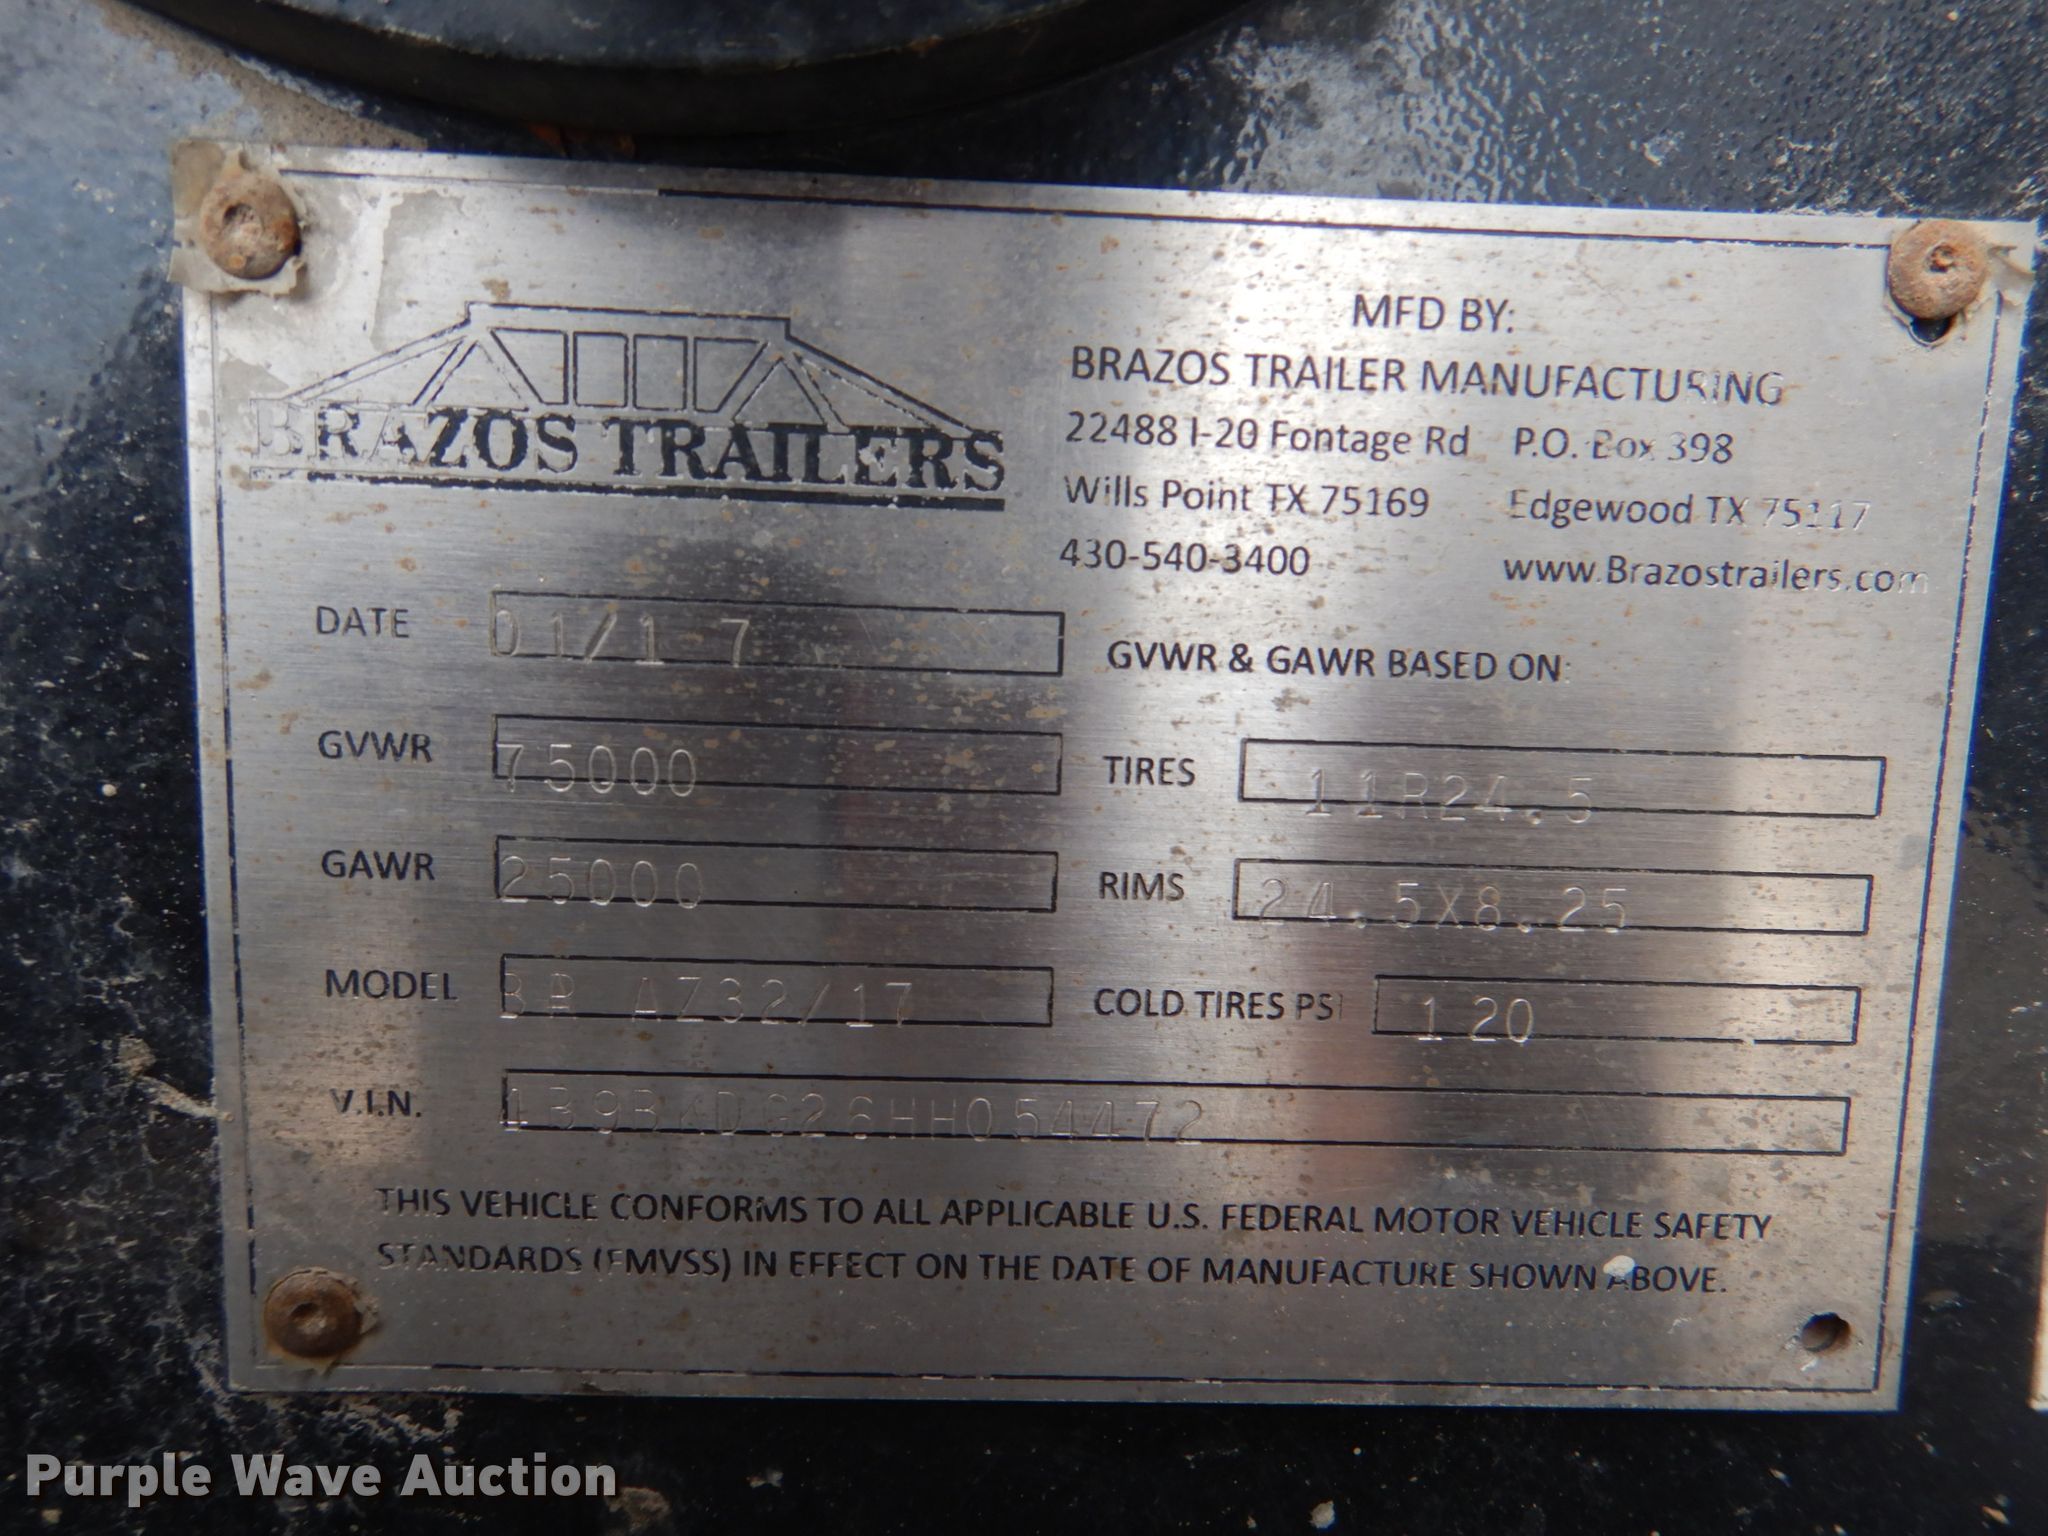 BRAZOS TRAILERS
MFD BY:
BRAZOS TRAILER MANUFACTURING
22488 I-20 Fontage Rd P.O. Box 398
Wills Point TX 75169 Edgewood TX 75117
430-540-3400 www.Brazostrailers.com
DATE 01/17
GVWR & GAWR BASED ON:
GVWR 75000 TIRES 11R24.5
GAWR 25000 RIMS 24.5X8.25
MODEL AZ32/17 COLD TIRES PSI 120
V.I.N.
THIS VEHICLE CONFORMS TO ALL APPLICABLE U.S. FEDERAL MOTOR VEHICLE SAFETY
STANDARDS (FMVSS) IN EFFECT ON THE DATE OF MANUFACTURE SHOWN ABOVE.
Purple Wave Auction